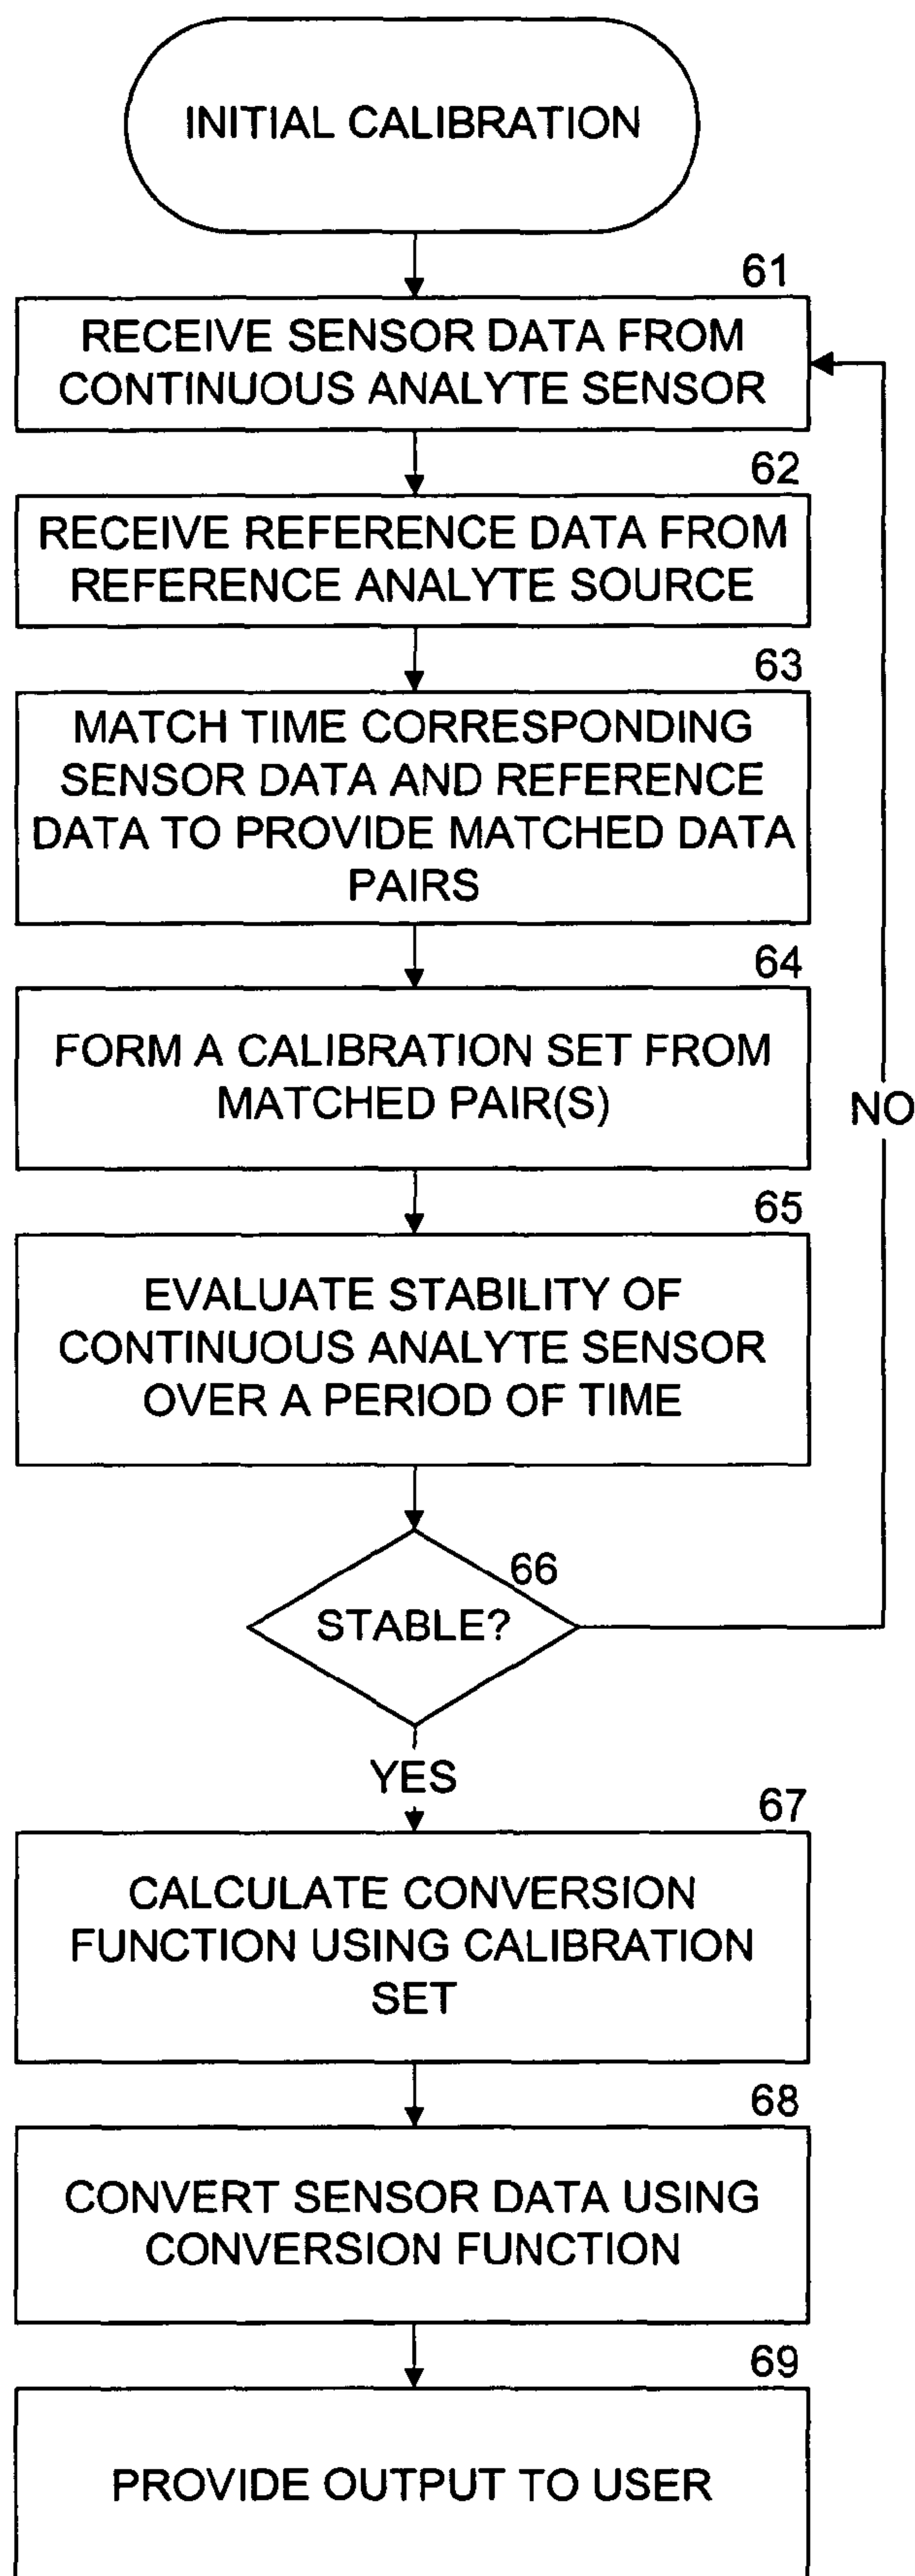 INITIAL CALIBRATION
61
RECEIVE SENSOR DATA FROM
CONTINUOUS ANALYTE SENSOR
62
RECEIVE REFERENCE DATA FROM
REFERENCE ANALYTE SOURCE
63
MATCH TIME CORRESPONDING
SENSOR DATA AND REFERENCE
DATA TO PROVIDE MATCHED DATA
PAIRS
64
FORM A CALIBRATION SET FROM
MATCHED PAIR(S)
NO
65
EVALUATE STABILITY OF
CONTINUOUS ANALYTE SENSOR
OVER A PERIOD OF TIME
66
STABLE?
YES
67
CALCULATE CONVERSION
FUNCTION USING CALIBRATION
SET
68
CONVERT SENSOR DATA USING
CONVERSION FUNCTION
69
PROVIDE OUTPUT TO USER